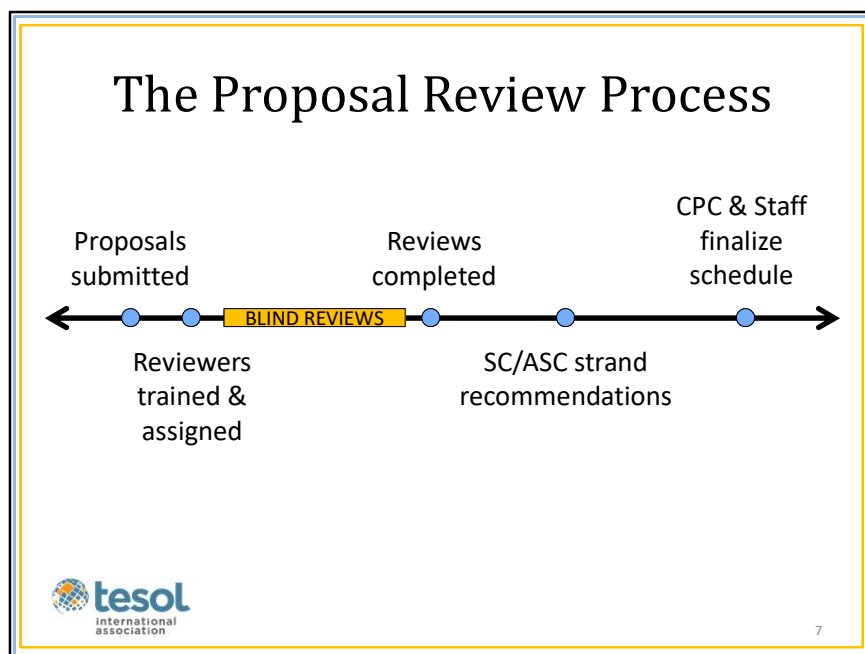 The Proposal Review Process
Proposals
submitted
Reviewers
trained &
assigned
BLIND REVIEWS
Reviews
completed
SC/ASC strand
recommendations
CPC & Staff
finalize
schedule
tesol
international
association
7